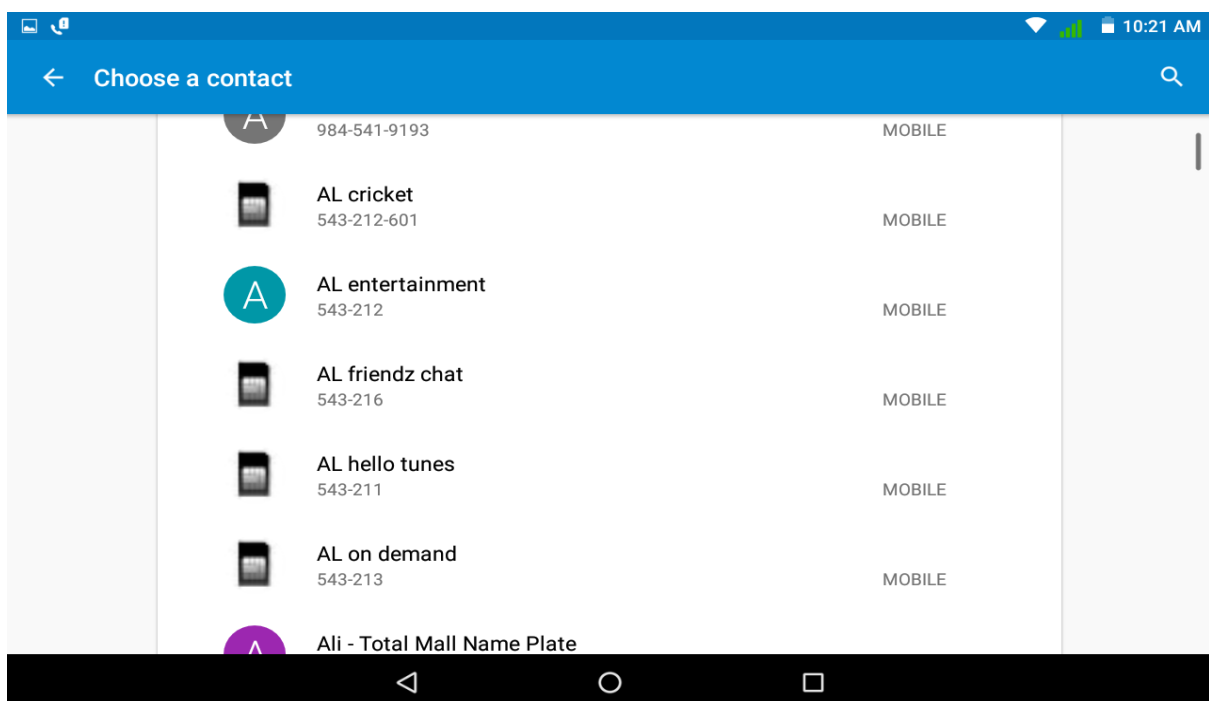 10:21 AM
Choose a contact
A
984-541-9193 MOBILE
AL cricket
543-212-601 MOBILE
A
AL entertainment
543-212 MOBILE
AL friendz chat
543-216 MOBILE
AL hello tunes
543-211 MOBILE
AL on demand
543-213 MOBILE
A
Ali - Total Mall Name Plate